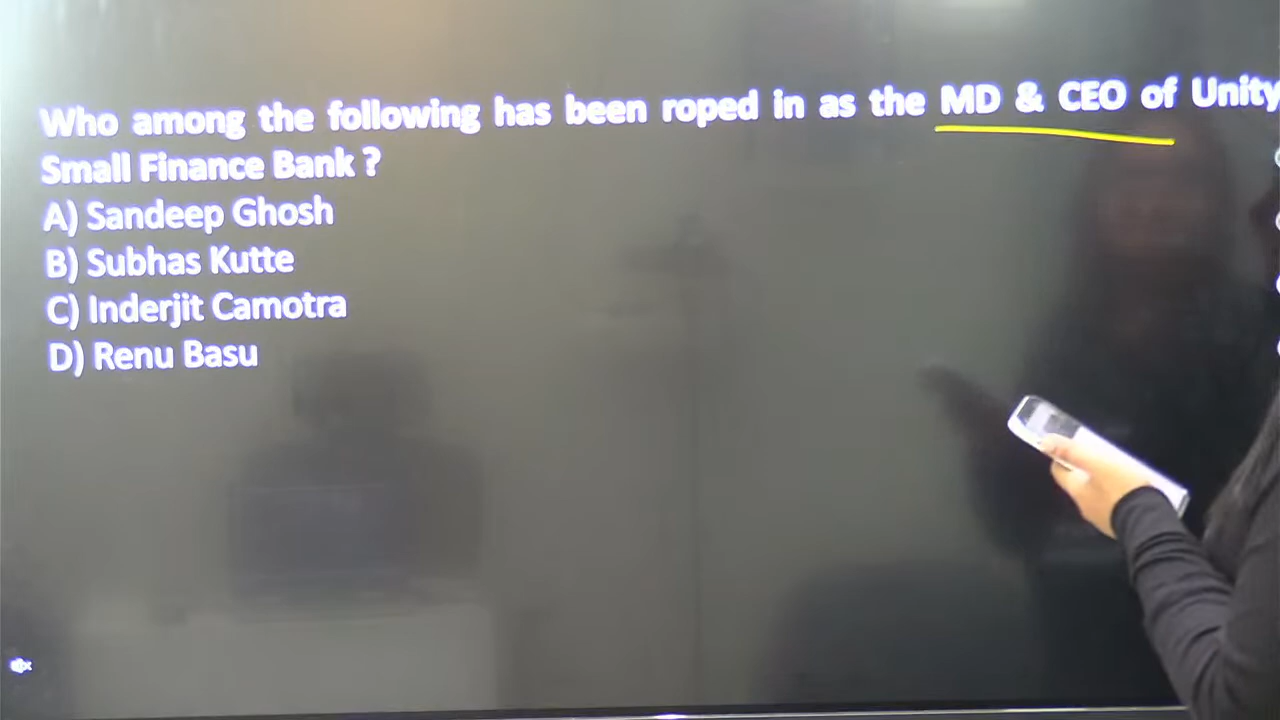 Who among the following has been roped in as the MD & CEO of Unity
Small Finance Bank ?
A) Sandeep Ghosh
B) Subhas Kutte
C) Inderjit Camotra
D) Renu Basu